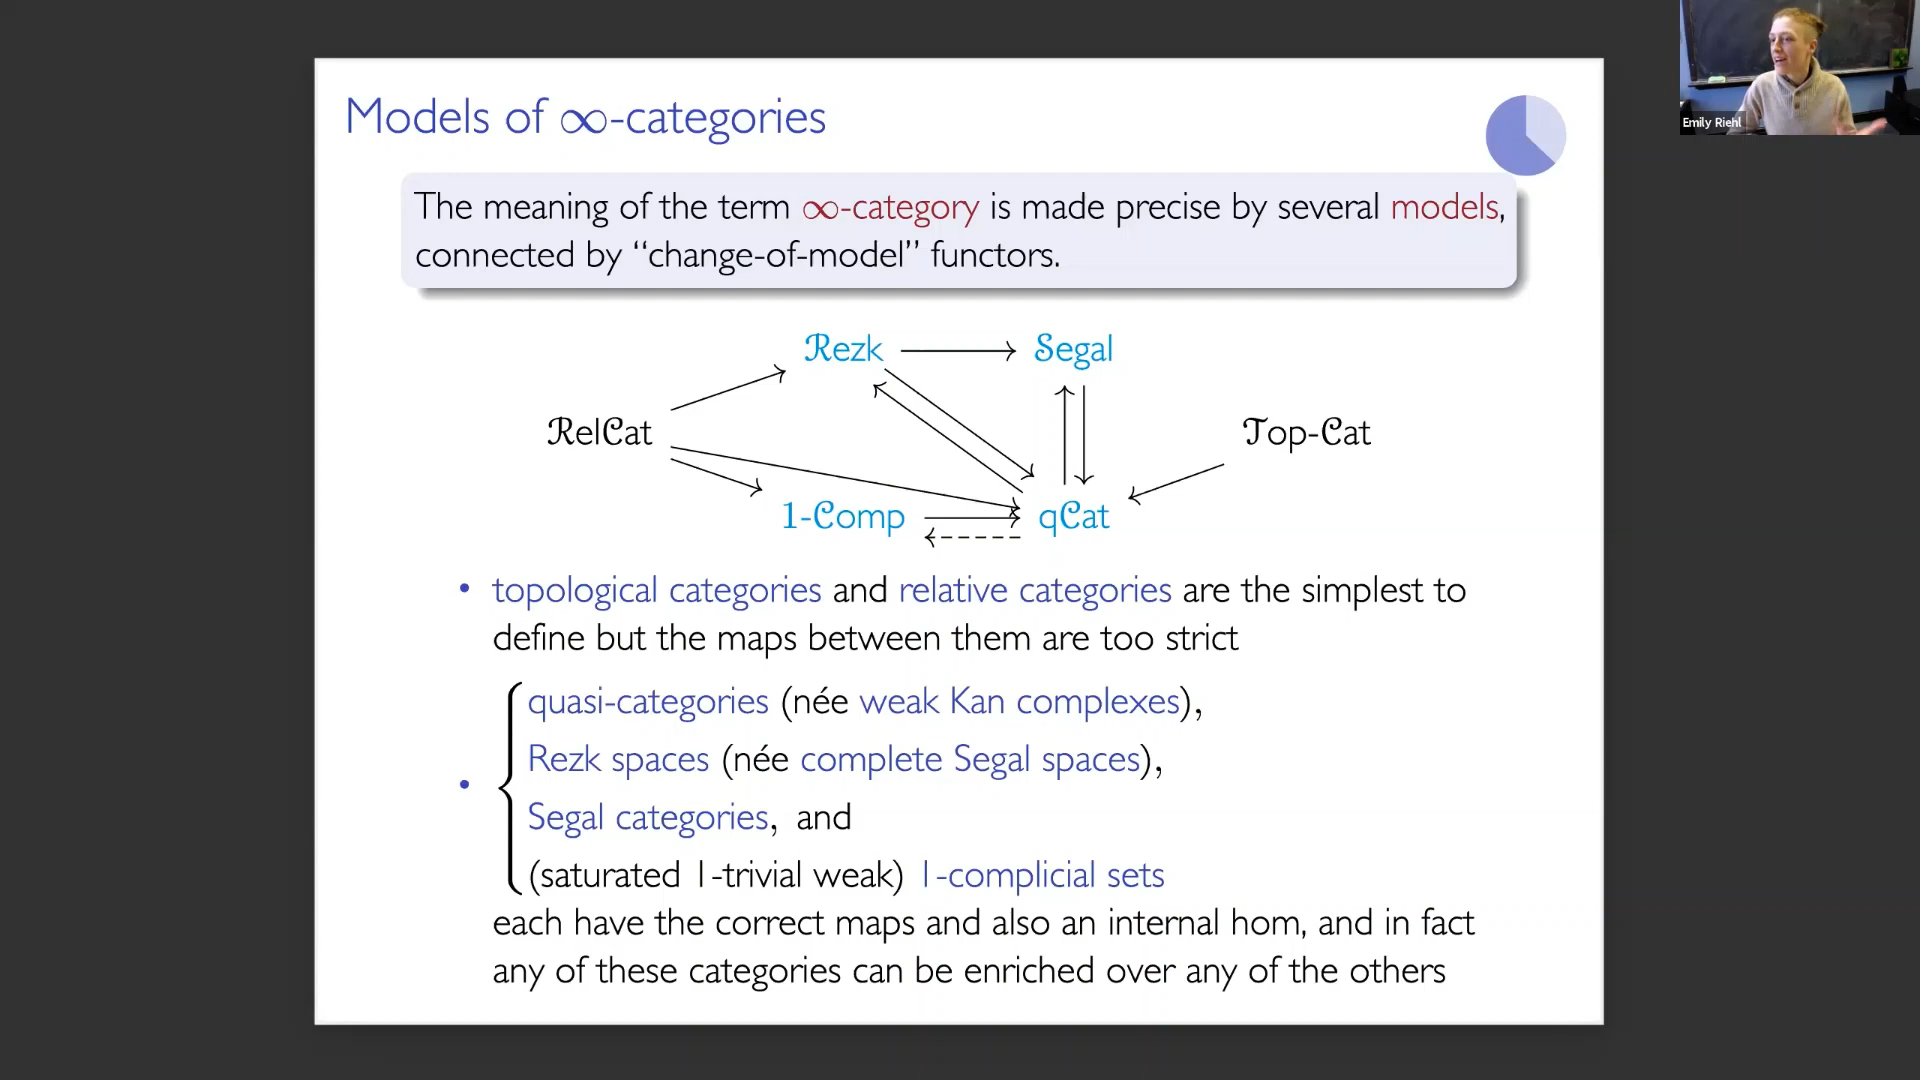 Models of ∞-categories
Emily Riehl
The meaning of the term ∞-category is made precise by several models,
connected by “change-of-model” functors.
Rezk Segal
RelCat Top-Cat
1-Comp qCat
• topological categories and relative categories are the simplest to
define but the maps between them are too strict
quasi-categories (née weak Kan complexes),
Rezk spaces (née complete Segal spaces),
• Segal categories, and
(saturated 1-trivial weak) 1-complicial sets
each have the correct maps and also an internal hom, and in fact
any of these categories can be enriched over any of the others